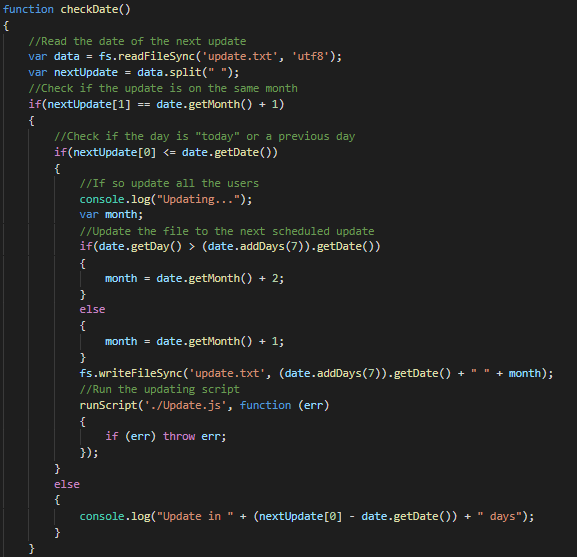 function checkDate()
{
//Read the date of the next update
var data = fs.readFileSync('update.txt', 'utf8');
var nextUpdate = data.split(" ");
//Check if the update is on the same month
if(nextUpdate[1] == date.getMonth() + 1)
{
//Check if the day is "today" or a previous day
if(nextUpdate[0] <= date.getDate())
{
//If so update all the users
console.log("Updating...");
var month;
//Update the file to the next scheduled update
if(date.getDay() > (date.addDays(7)).getDate())
{
month = date.getMonth() + 2;
}
else
{
month = date.getMonth() + 1;
}
fs.writeFileSync('update.txt', (date.addDays(7)).getDate() + " " + month);
//Run the updating script
runScript('./Update.js', function (err)
{
if (err) throw err;
});
}
else
{
console.log("Update in " + (nextUpdate[0] - date.getDate()) + " days");
}
}